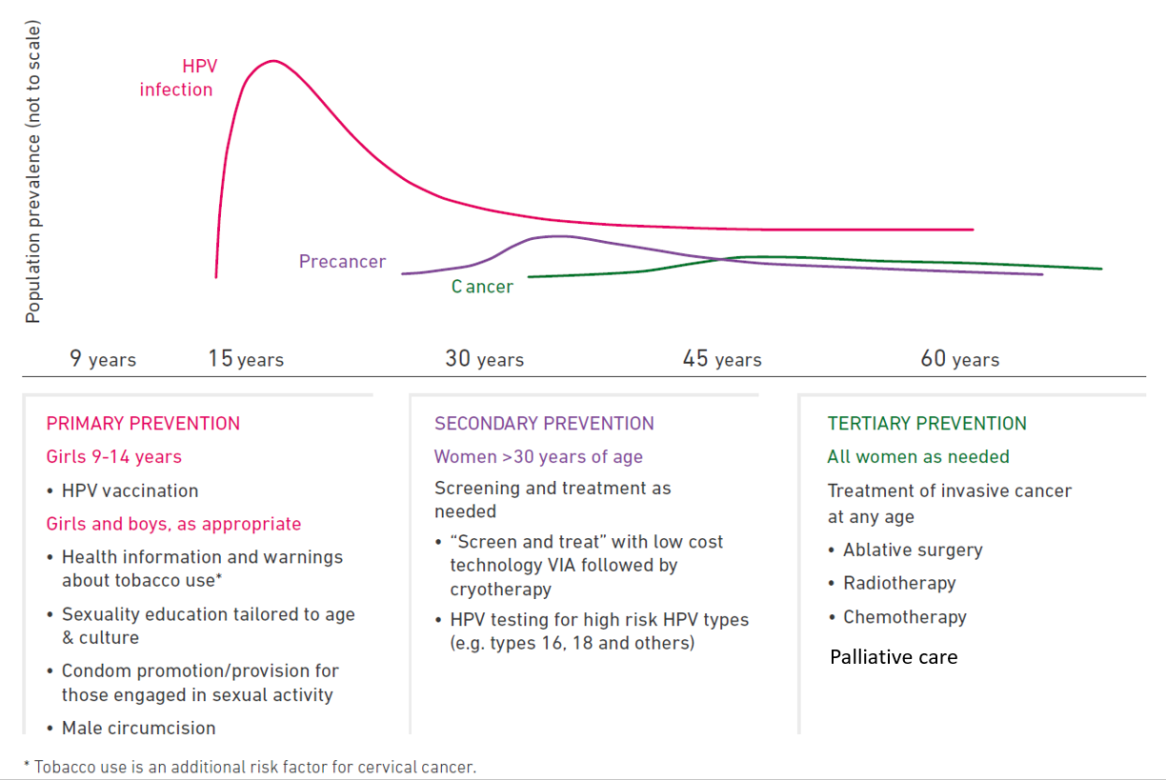 Population prevalence (not to scale)
HPV
infection
Precancer
Cancer
9 years
15 years
30 years
45 years
60 years
PRIMARY PREVENTION
Girls 9-14 years
• HPV vaccination
Girls and boys, as appropriate
• Health information and warnings
about tobacco use*
• Sexuality education tailored to age
& culture
• Condom promotion/provision for
those engaged in sexual activity
• Male circumcision
SECONDARY PREVENTION
Women >30 years of age
Screening and treatment as
needed
• “Screen and treat” with low cost
technology VIA followed by
cryotherapy
• HPV testing for high risk HPV types
(e.g. types 16, 18 and others)
TERTIARY PREVENTION
All women as needed
Treatment of invasive cancer
at any age
• Ablative surgery
• Radiotherapy
• Chemotherapy
Palliative care
* Tobacco use is an additional risk factor for cervical cancer.